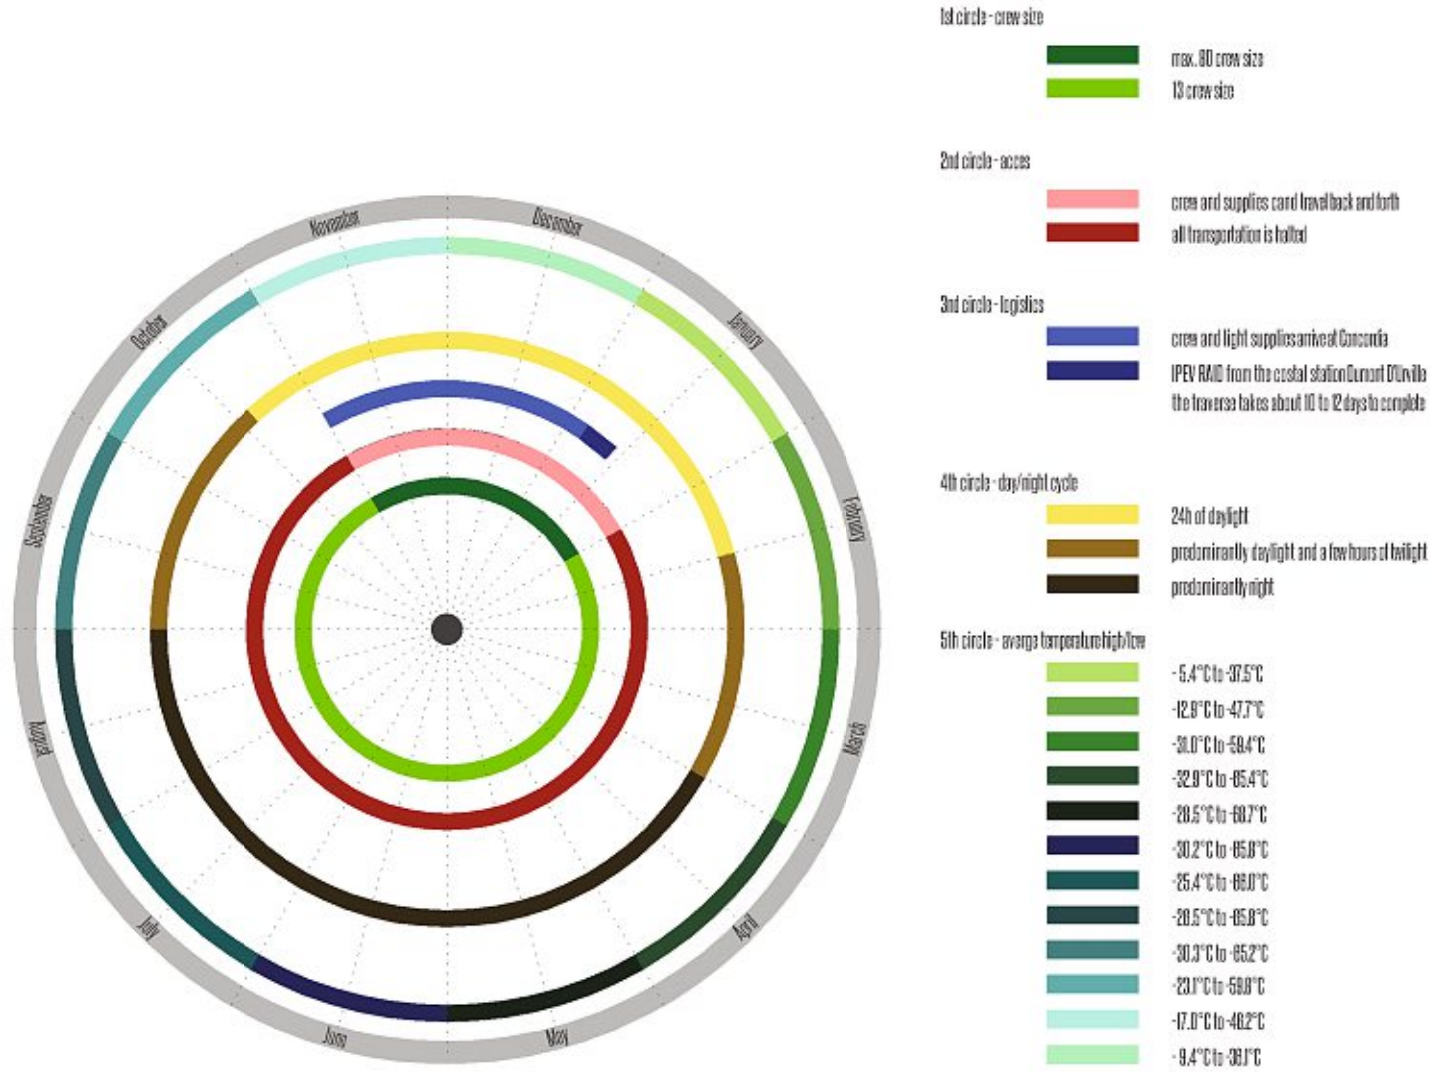 1st circle - crew size
max. 80 crew size
13 crew size
2nd circle - acces
crew and supplies cand travel back and forth
all transportation is halted
3nd circle - logistics
crew and light supplies arrive at Concordia
IPEV RAID from the costal station Dumont D'Urville
the traverse takes about 10 to 12 days to complete
4th circle - day/night cycle
24h of daylight
predominantly daylight and a few hours of twilight
predominantly night
5th circle - averge temperature high/low
- 5.4°C to -37.5°C
-12.9°C to -47.7°C
-31.0°C to -59.4°C
-32.9°C to -65.4°C
-28.5°C to -68.7°C
-30.2°C to -65.6°C
-25.4°C to -66.0°C
-28.5°C to -65.8°C
-30.3°C to -65.2°C
-23.1°C to -59.6°C
-17.0°C to -46.2°C
- 9.4°C to -36.1°C
November
December
October
January
September
February
August
March
July
April
June
May